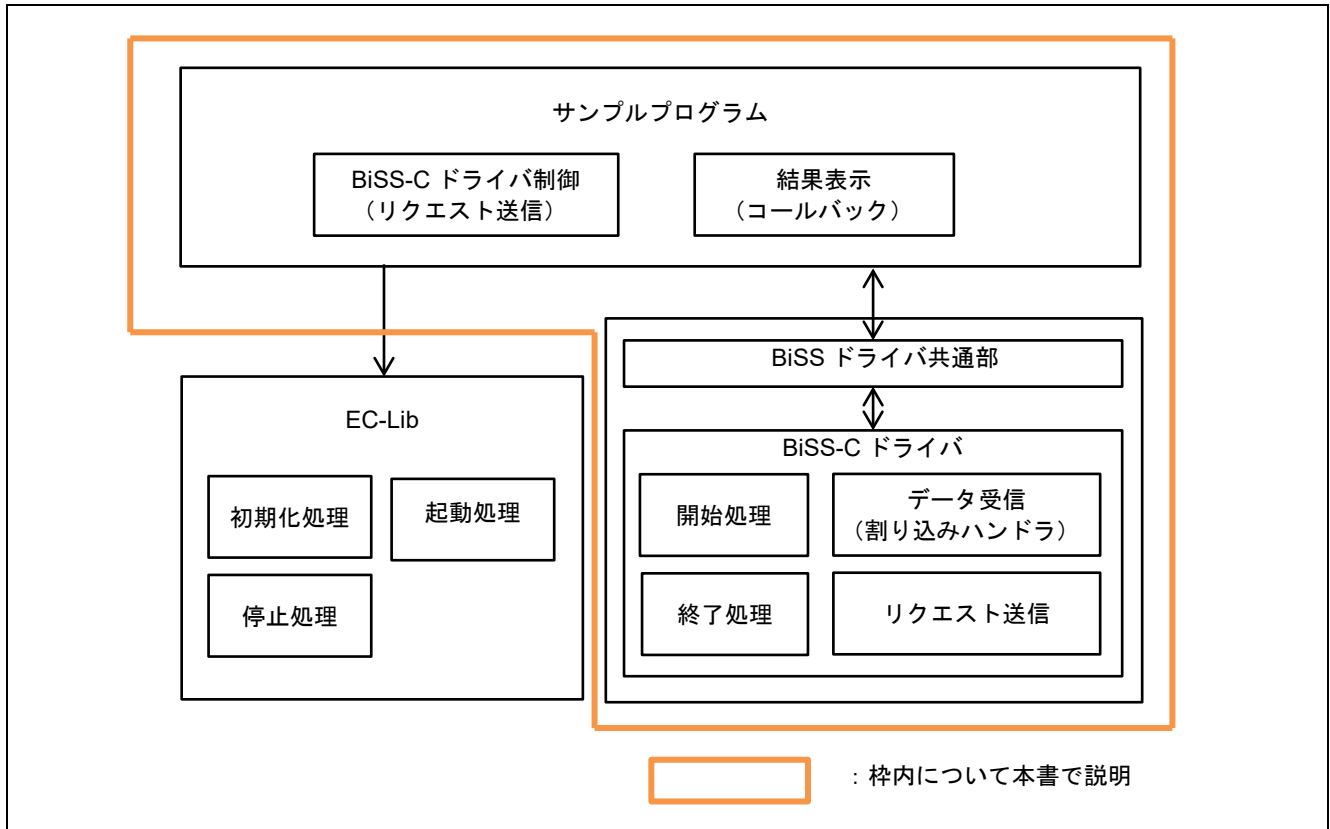 サンプルプログラム
BiSS-C ドライバ制御
（リクエスト送信）
結果表示
（コールバック）
BiSS ドライバ共通部
EC-Lib
初期化処理
起動処理
停止処理
BiSS-C ドライバ
開始処理
データ受信
（割り込みハンドラ）
終了処理
リクエスト送信
：枠内について本書で説明